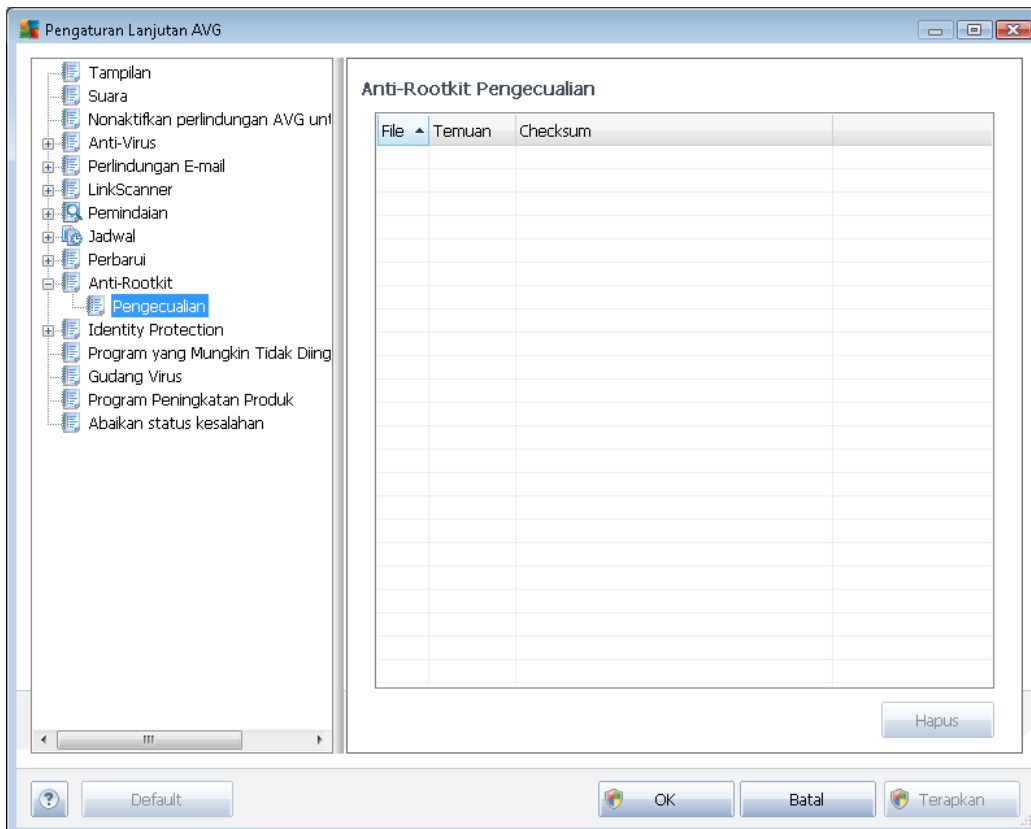 Pengaturan Lanjutan AVG
Tampilan
Suara
Nonaktifkan perlindungan AVG unt
Anti-Virus
Perlindungan E-mail
LinkScanner
Pemindaian
Jadwal
Perbarui
Anti-Rootkit
Pengecualian
Identity Protection
Program yang Mungkin Tidak Diing
Gudang Virus
Program Peningkatan Produk
Abaikan status kesalahan
Anti-Rootkit Pengecualian
File Temuan Checksum
Hapus
? Default OK Batal Terapkan